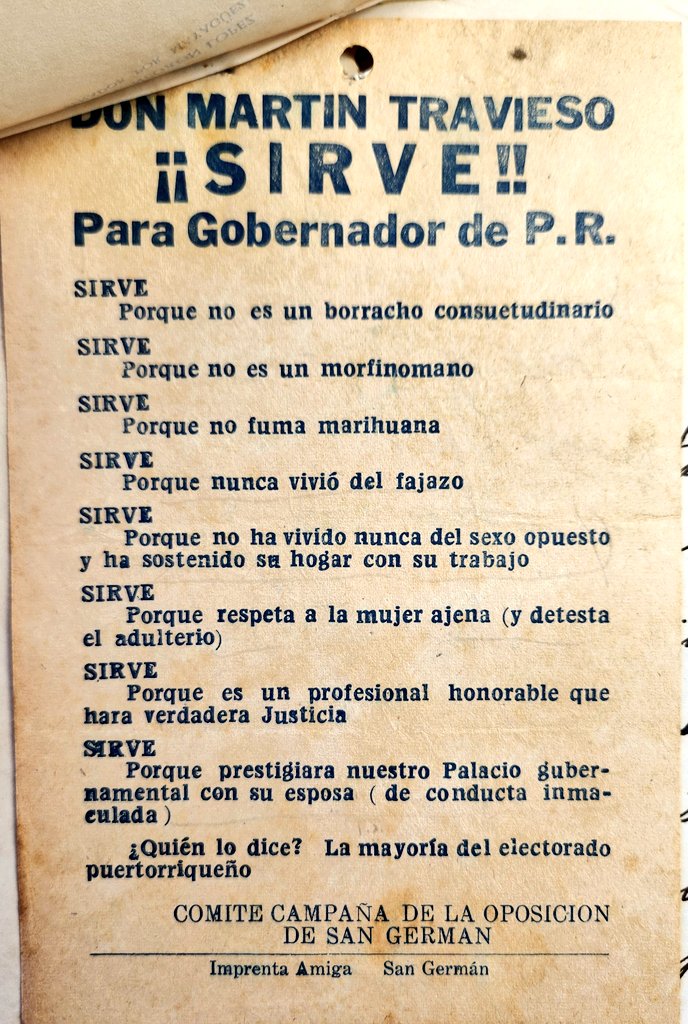 DON MARTIN TRAVIESO
¡¡SIRVE!!
Para Gobernador de P.R.
SIRVE
Porque no es un borracho consuetudinario
SIRVE
Porque no es un morfinomano
SIRVE
Porque no fuma marihuana
SIRVE
Porque nunca vivió del fajazo
SIRVE
Porque no ha vivido nunca del sexo opuesto
y ha sostenido su hogar con su trabajo
SIRVE
Porque respeta a la mujer ajena (y detesta
el adulterio)
SIRVE
Porque es un profesional honorable que
hara verdadera Justicia
SIRVE
Porque prestigiara nuestro Palacio guber-
namental con su esposa ( de conducta inma-
culada )
¿Quién lo dice? La mayoría del electorado
puertorriqueño
COMITE CAMPAÑA DE LA OPOSICION
DE SAN GERMAN
Imprenta Amiga San Germán